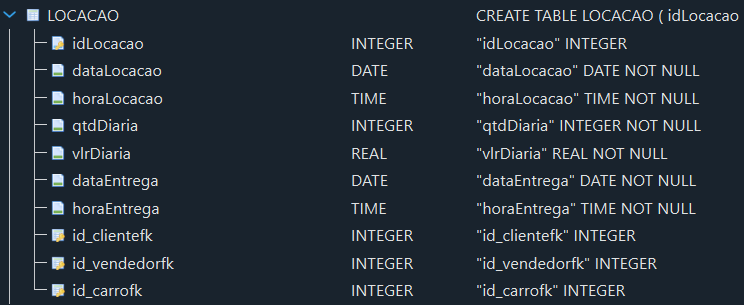 LOCACAO CREATE TABLE LOCACAO ( idLocacao
idLocacao INTEGER "idLocacao" INTEGER
dataLocacao DATE "dataLocacao" DATE NOT NULL
horaLocacao TIME "horaLocacao" TIME NOT NULL
qtdDiaria INTEGER "qtdDiaria" INTEGER NOT NULL
vlrDiaria REAL "vlrDiaria" REAL NOT NULL
dataEntrega DATE "dataEntrega" DATE NOT NULL
horaEntrega TIME "horaEntrega" TIME NOT NULL
id_clientefk INTEGER "id_clientefk" INTEGER
id_vendedorfk INTEGER "id_vendedorfk" INTEGER
id_carrofk INTEGER "id_carrofk" INTEGER